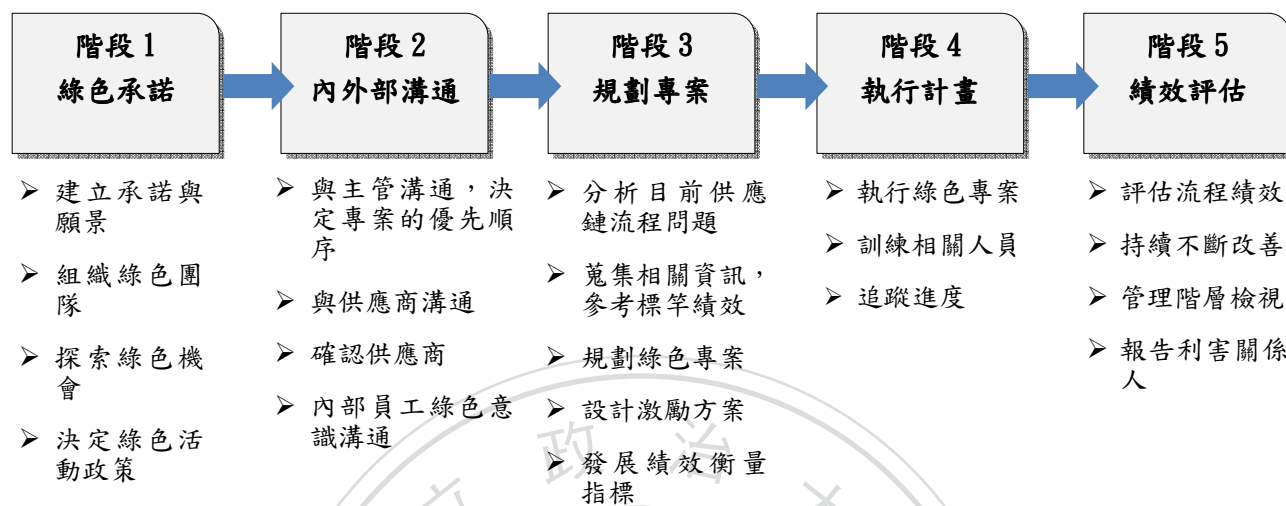 階段 1
綠色承諾
階段 2
內外部溝通
階段 3
規劃專案
階段 4
執行計畫
階段 5
績效評估
➢ 建立承諾與
願景
➢ 組織綠色團
隊
➢ 探索綠色機
會
➢ 決定綠色活
動政策
➢ 與主管溝通，決
定專案的優先順
序
➢ 與供應商溝通
➢ 確認供應商
➢ 內部員工綠色意
識溝通
➢ 分析目前供應
鏈流程問題
➢ 蒐集相關資訊，
參考標竿績效
➢ 規劃綠色專案
➢ 設計激勵方案
➢ 發展績效衡量
指標
➢ 執行綠色專案
➢ 訓練相關人員
➢ 追蹤進度
➢ 評估流程績效
➢ 持續不斷改善
➢ 管理階層檢視
➢ 報告利害關係
人
立 政 治